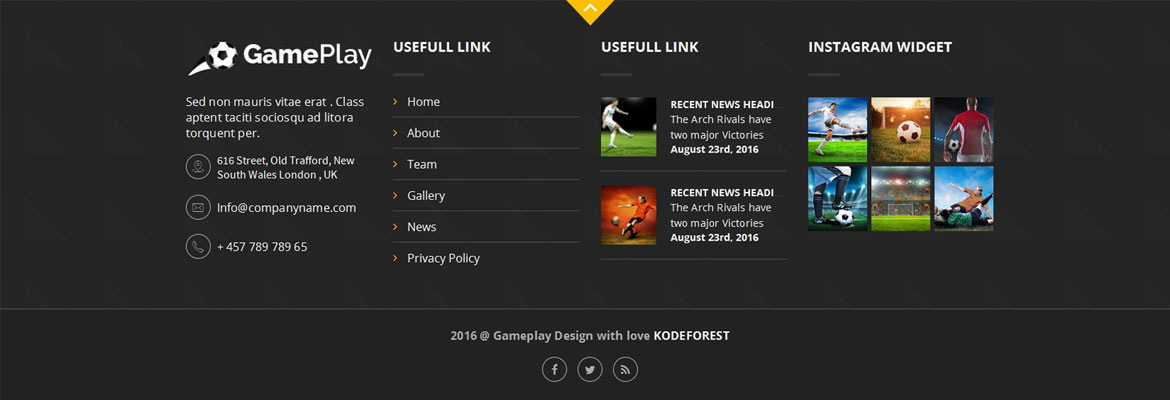 GamePlay
Sed non mauris vitae erat . Class
aptent taciti sociosqu ad litora
torquent per.
616 Street, Old Trafford, New
South Wales London , UK
Info@companyname.com
+ 457 789 789 65
USEFULL LINK
Home
About
Team
Gallery
News
Privacy Policy
USEFULL LINK
RECENT NEWS HEADI
The Arch Rivals have
two major Victories
August 23rd, 2016
RECENT NEWS HEADI
The Arch Rivals have
two major Victories
August 23rd, 2016
INSTAGRAM WIDGET
2016 @ Gameplay Design with love KODEFOREST